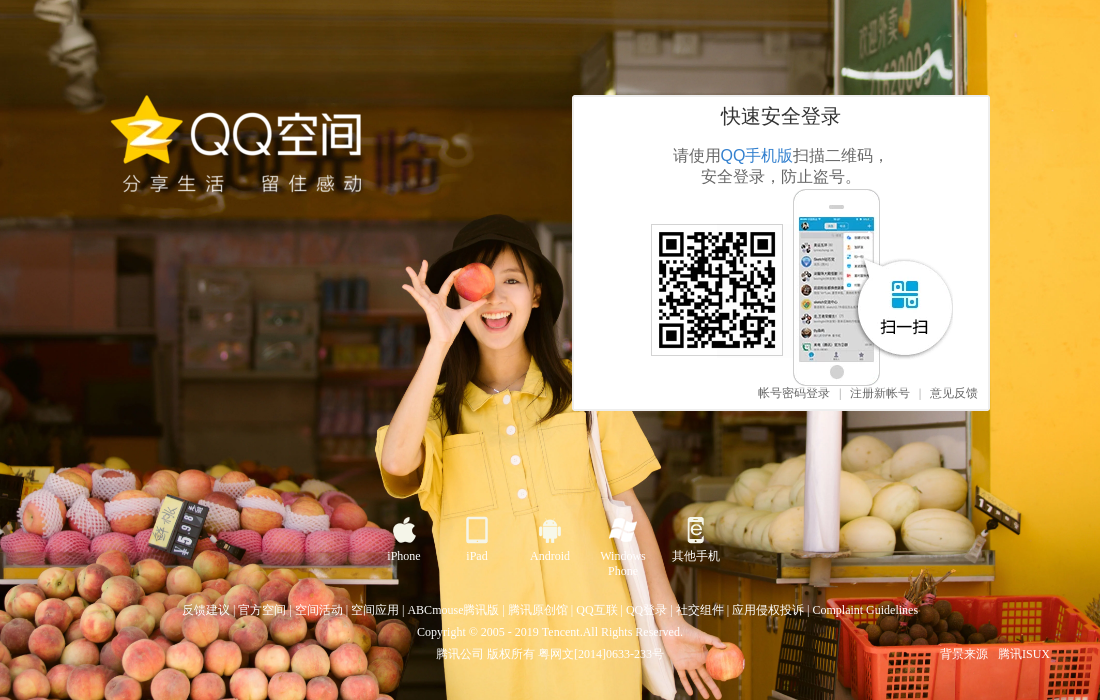 欢迎外卖
QQ空间
分享生活 留住感动
快速安全登录
请使用QQ手机版扫描二维码，
安全登录，防止盗号。
扫一扫
帐号密码登录 | 注册新帐号 | 意见反馈
¥5.98
iPhone
iPad
Android
Windows
Phone
其他手机
反馈建议 | 官方空间 | 空间活动 | 空间应用 | ABCmouse腾讯版 | 腾讯原创馆 | QQ互联 | QQ登录 | 社交组件 | 应用侵权投诉 | Complaint Guidelines
Copyright © 2005 - 2019 Tencent.All Rights Reserved.
腾讯公司 版权所有 粤网文[2014]0633-233号
背景来源 腾讯ISUX